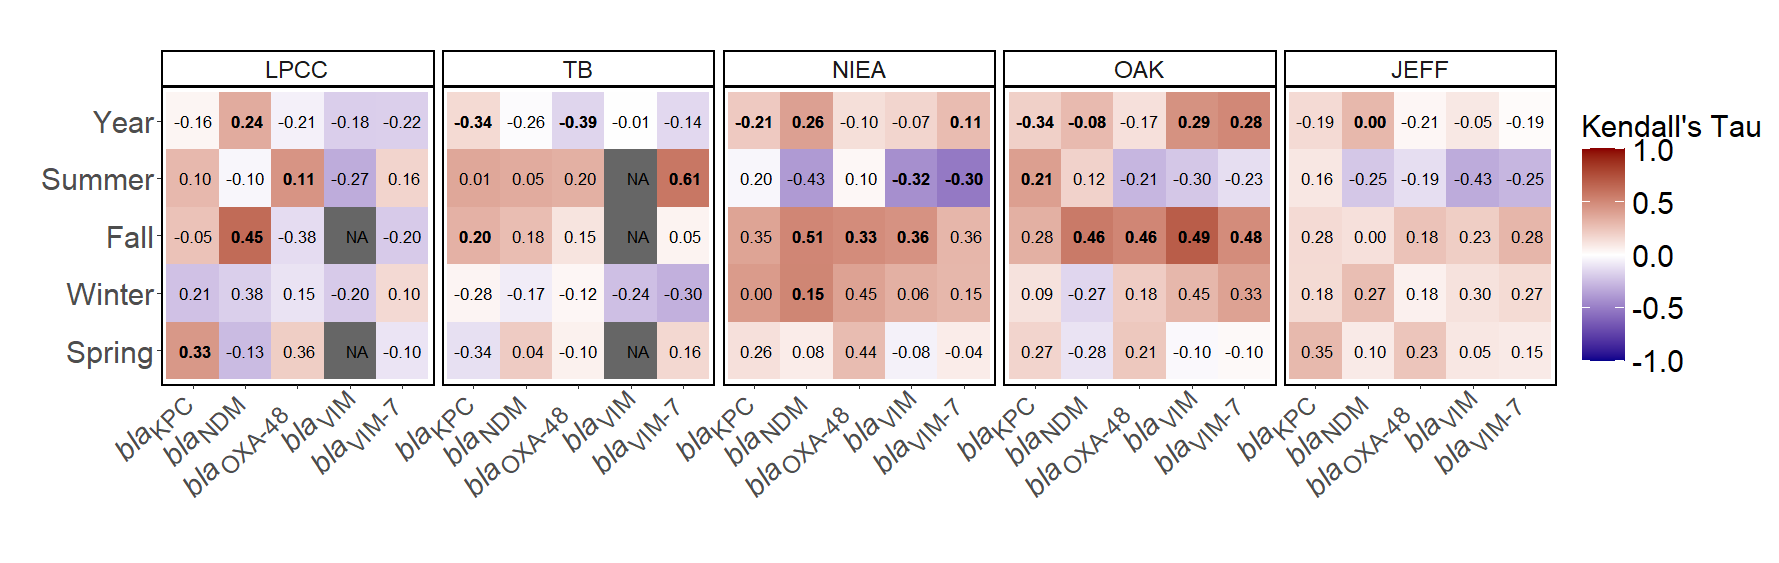 LPCC TB NIEA OAK JEFF
Kendall's Tau
Year -0.16 0.24 -0.21 -0.18 -0.22 -0.34 -0.26 -0.39 -0.01 -0.14 -0.21 0.26 -0.10 -0.07 0.11 -0.34 -0.08 -0.17 0.29 0.28 -0.19 0.00 -0.21 -0.05 -0.19
Summer 0.10 -0.10 0.11 -0.27 0.16 0.01 0.05 0.20 NA 0.61 0.20 -0.43 0.10 -0.32 -0.30 0.21 0.12 -0.21 -0.30 -0.23 0.16 -0.25 -0.19 -0.43 -0.25
Fall -0.05 0.45 -0.38 NA -0.20 0.20 0.18 0.15 NA 0.05 0.35 0.51 0.33 0.36 0.36 0.28 0.46 0.46 0.49 0.48 0.28 0.00 0.18 0.23 0.28
Winter 0.21 0.38 0.15 -0.20 0.10 -0.28 -0.17 -0.12 -0.24 -0.30 0.00 0.15 0.45 0.06 0.15 0.09 -0.27 0.18 0.45 0.33 0.18 0.27 0.18 0.30 0.27
Spring 0.33 -0.13 0.36 NA -0.10 -0.34 0.04 -0.10 NA 0.16 0.26 0.08 0.44 -0.08 -0.04 0.27 -0.28 0.21 -0.10 -0.10 0.35 0.10 0.23 0.05 0.15
blaKPC blaNDM blaOXA-48 blaVIM blaVIM-7 blaKPC blaNDM blaOXA-48 blaVIM blaVIM-7 blaKPC blaNDM blaOXA-48 blaVIM blaVIM-7 blaKPC blaNDM blaOXA-48 blaVIM blaVIM-7 blaKPC blaNDM blaOXA-48 blaVIM blaVIM-7
1.0
0.5
0.0
-0.5
-1.0